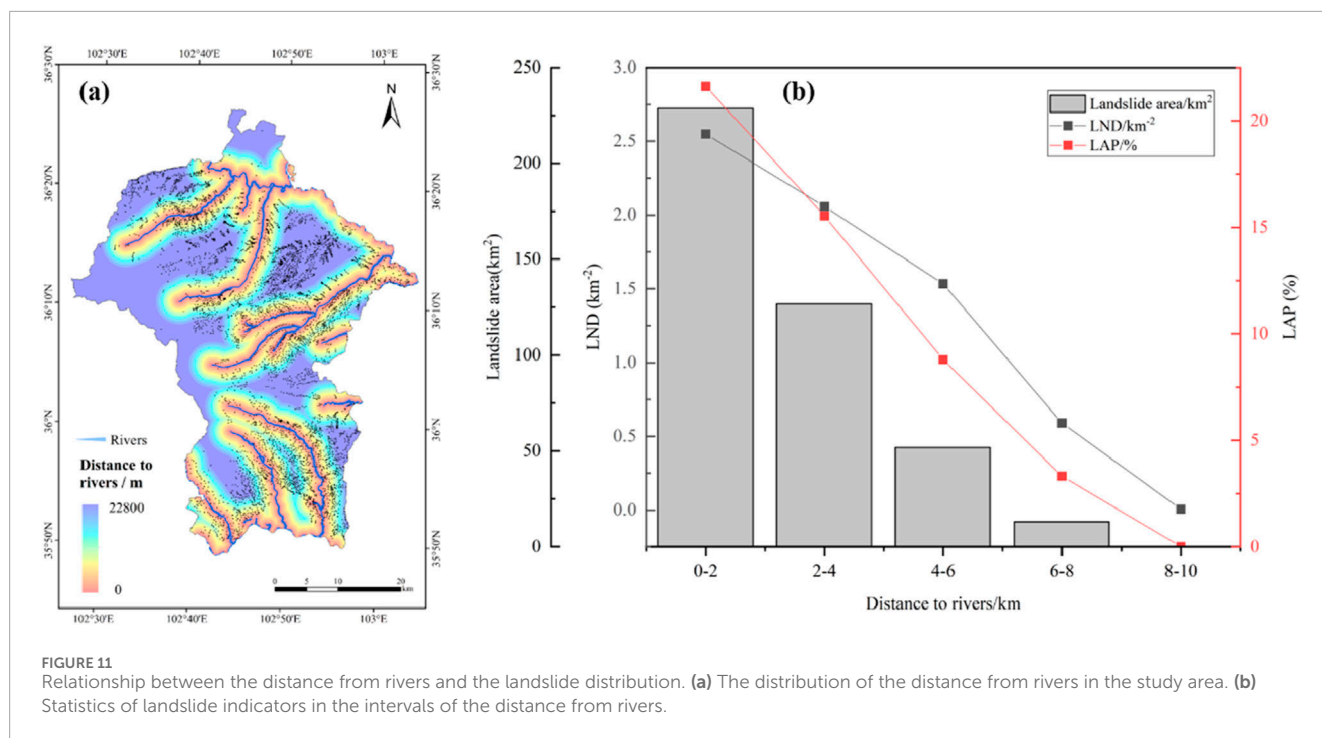 102°30'E 102°40'E 102°50'E 103°E
36°30'N
36°20'N
36°10'N
36°N
35°50'N
(a)
N
Rivers
Distance to
rivers / m
22800
0
0 5 10 20
km
36°30'N
36°20'N
36°10'N
36°N
35°50'N
102°30'E 102°40'E 102°50'E 103°E
Landslide area(km²)
250
200
150
100
50
0
LND (km⁻²)
3.0
2.5
2.0
1.5
1.0
0.5
0.0
(b)
Landslide area/km²
LND/km⁻²
LAP/%
20
15
10
5
0
LAP (%)
0-2 2-4 4-6 6-8 8-10
Distance to rivers/km
FIGURE 11
Relationship between the distance from rivers and the landslide distribution. (a) The distribution of the distance from rivers in the study area. (b)
Statistics of landslide indicators in the intervals of the distance from rivers.